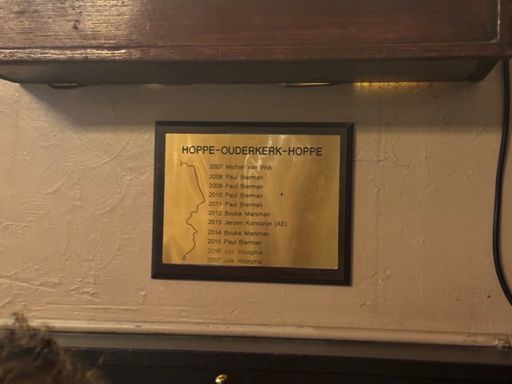 HOPPE-OUDERKERK-HOPPE
2007 Michiel van Wijk
2008 Paul Bierman
2009 Paul Bierman
2010 Paul Bierman
2011 Paul Bierman
2012 Bouke Marsman
2013 Jeroen Korstanje (AE)
2014 Bouke Marsman
2015 Paul Bierman
2016 Jisk Hoogma
2017 Jisk Hoogma